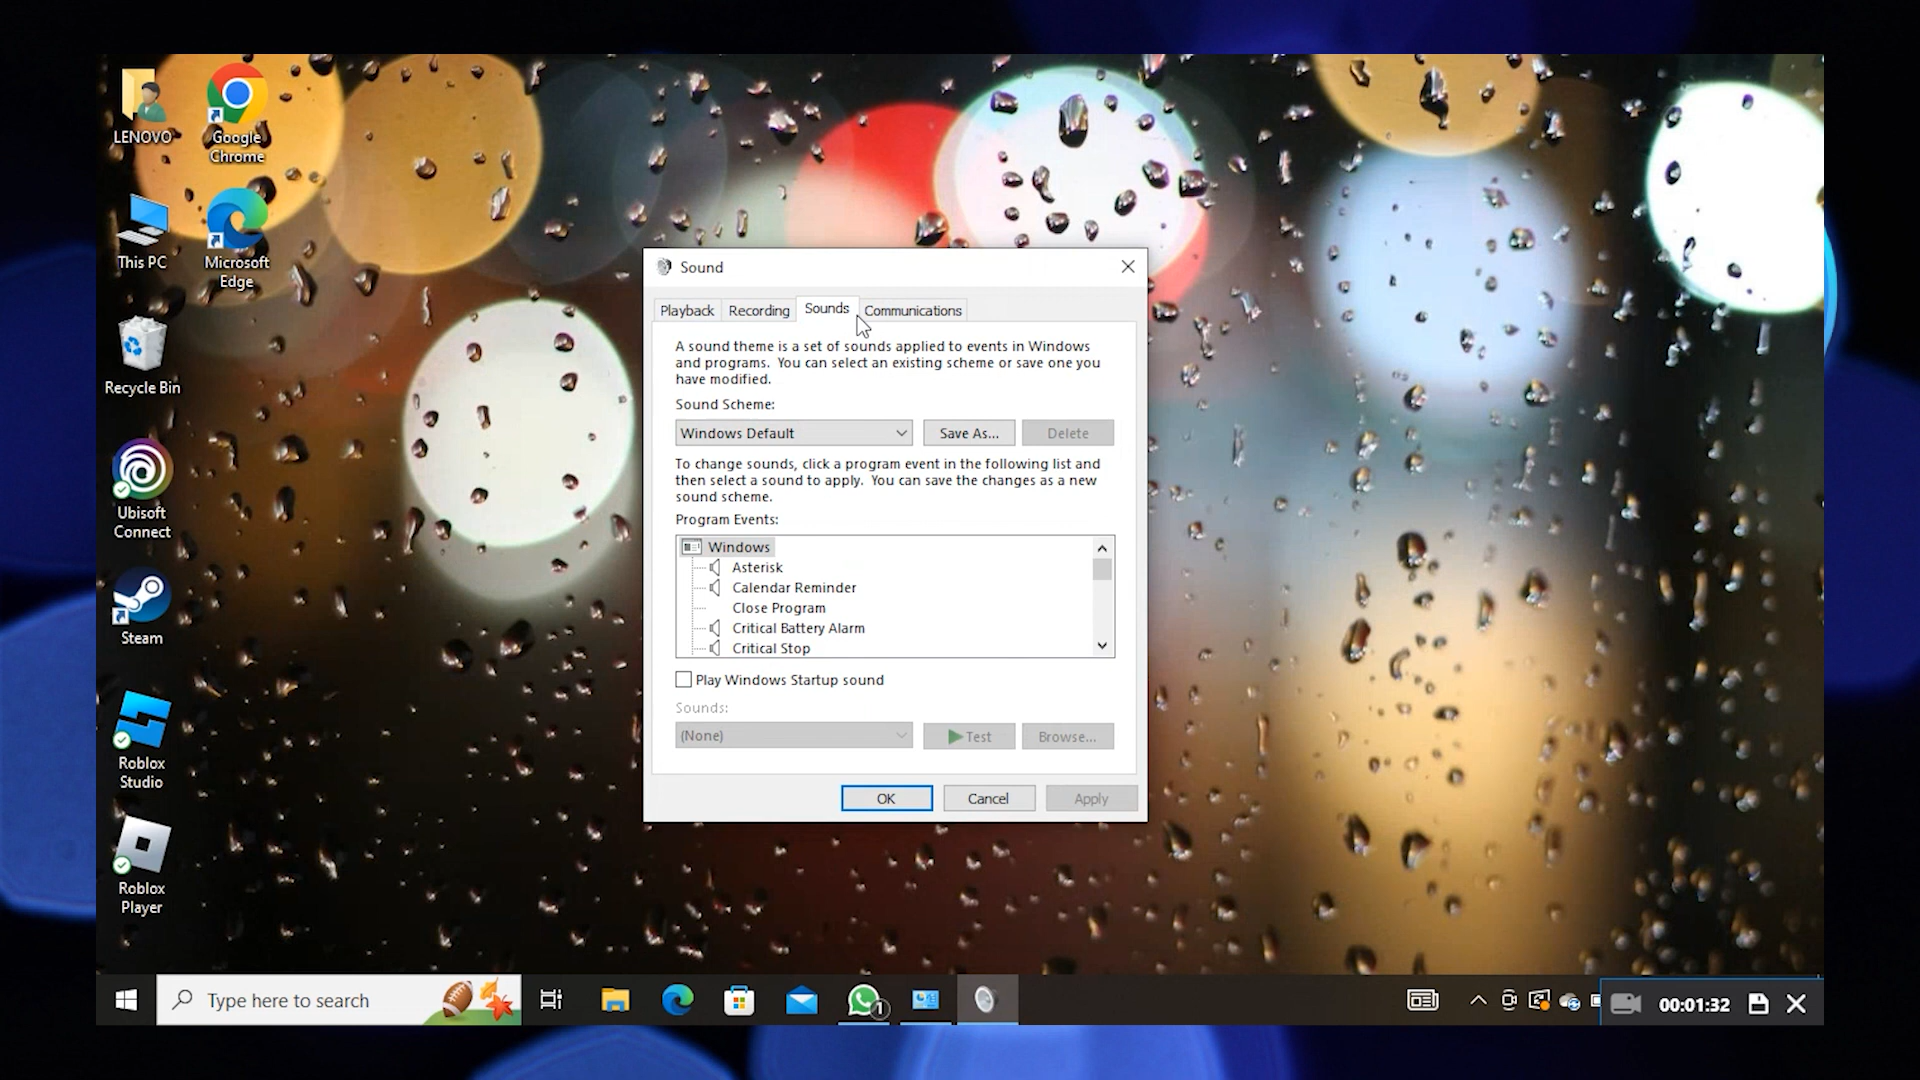 LENOVO
Google
Chrome
This PC
Microsoft
Edge
Recycle Bin
Ubisoft
Connect
Steam
Roblox
Studio
Roblox
Player
Sound
Playback
Recording
Sounds
Communications
A sound theme is a set of sounds applied to events in Windows
and programs. You can select an existing scheme or save one you
have modified.
Sound Scheme:
Windows Default
Save As...
Delete
To change sounds, click a program event in the following list and
then select a sound to apply. You can save the changes as a new
sound scheme.
Program Events:
Windows
Asterisk
Calendar Reminder
Close Program
Critical Battery Alarm
Critical Stop
Play Windows Startup sound
Sounds:
(None)
Test
Browse...
OK
Cancel
Apply
Type here to search
1
00:01:32